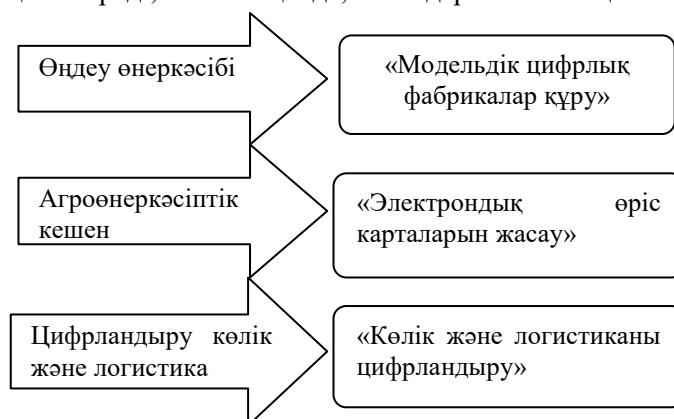 Өңдеу өнеркәсібі
«Модельдік цифрлық
фабрикалар құру»
Агроөнеркәсіптік
кешен
«Электрондық өріс
карталарын жасау»
Цифрландыру көлік
және логистика
«Көлік және логистиканы
цифрландыру»